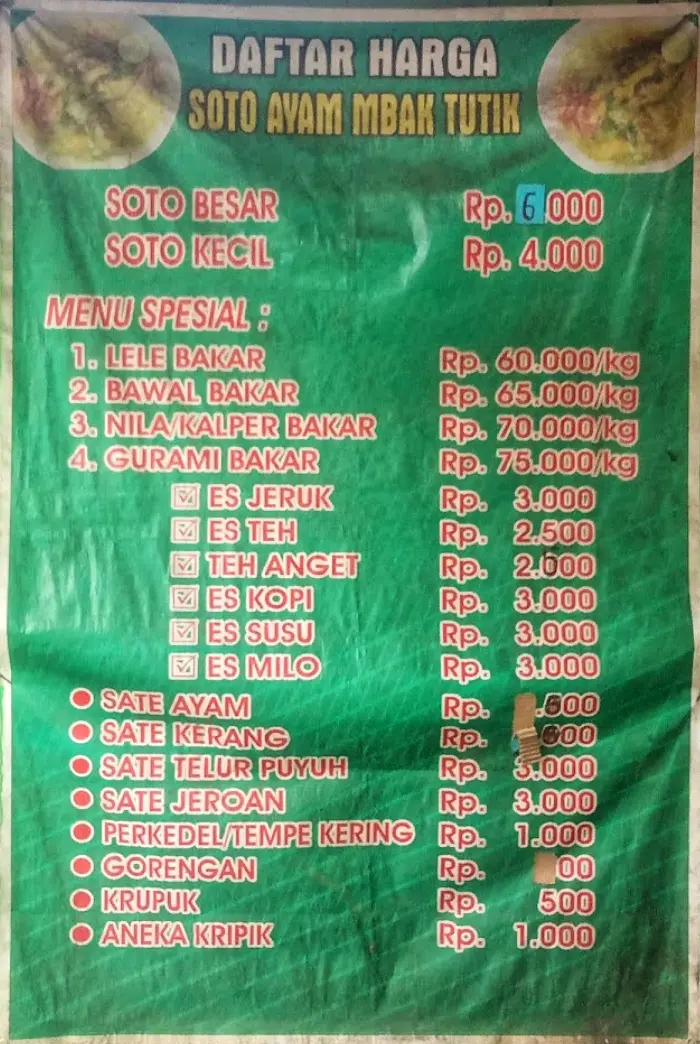 DAFTAR HARGA
SOTO AYAM MBAK TUTIK
SOTO BESAR Rp. 6.000
SOTO KECIL Rp. 4.000
MENU SPESIAL :
1. LELE BAKAR Rp. 60.000/kg
2. BAWAL BAKAR Rp. 65.000/kg
3. NILA/KALPER BAKAR Rp. 70.000/kg
4. GURAMI BAKAR Rp. 75.000/kg
ES JERUK Rp. 3.000
ES TEH Rp. 2.500
TEH ANGET Rp.
ES KOPI Rp. 3.000
ES SUSU Rp. 3.000
ES MILO Rp. 3.000
SATE AYAM Rp.
SATE KERANG Rp.
SATE TELUR PUYUH Rp. 3.000
SATE JEROAN Rp. 3.000
PERKEDEL/TEMPE KERING Rp. 1.000
GORENGAN Rp. 00
KRUPUK Rp. 500
ANEKA KRIPIK Rp. 1.000